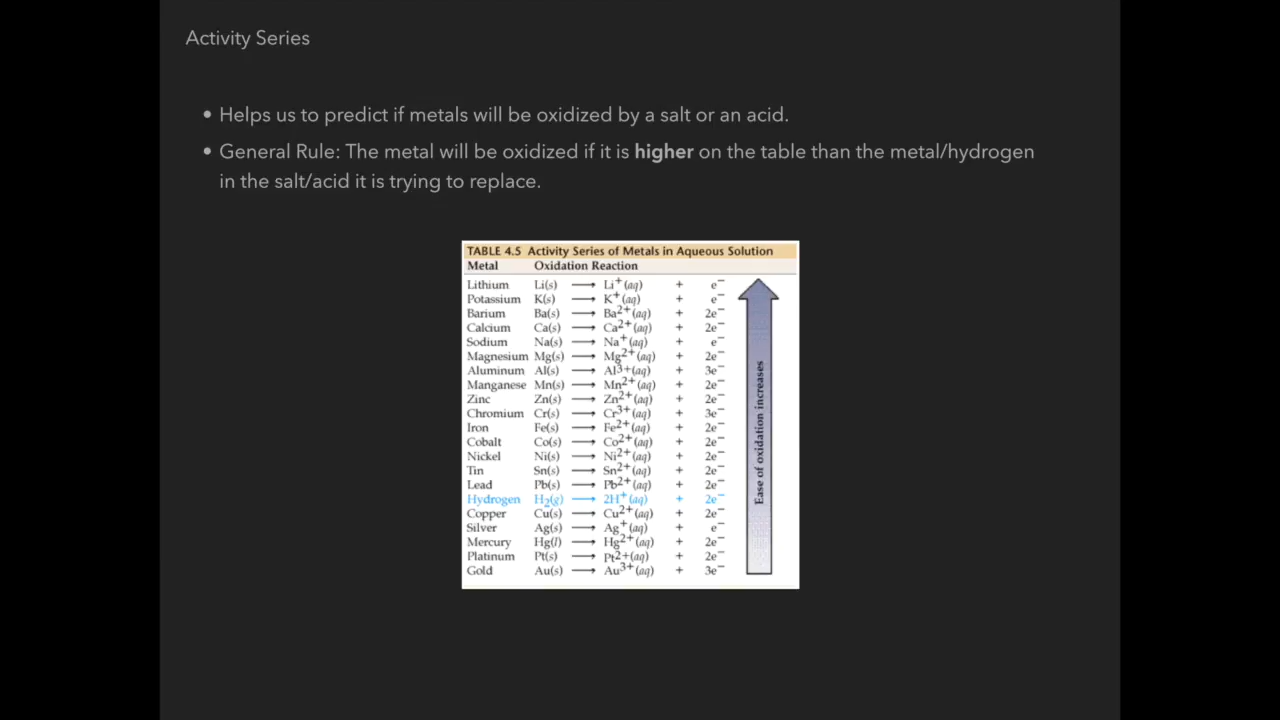 Activity Series
• Helps us to predict if metals will be oxidized by a salt or an acid.
• General Rule: The metal will be oxidized if it is higher on the table than the metal/hydrogen
in the salt/acid it is trying to replace.
TABLE 4.5 Activity Series of Metals in Aqueous Solution
Metal Oxidation Reaction
Lithium Li(s) ⟶ Li⁺(aq) + e⁻
Potassium K(s) ⟶ K⁺(aq) + e⁻
Barium Ba(s) ⟶ Ba²⁺(aq) + 2e⁻
Calcium Ca(s) ⟶ Ca²⁺(aq) + 2e⁻
Sodium Na(s) ⟶ Na⁺(aq) + e⁻
Magnesium Mg(s) ⟶ Mg²⁺(aq) + 2e⁻
Aluminum Al(s) ⟶ Al³⁺(aq) + 3e⁻
Manganese Mn(s) ⟶ Mn²⁺(aq) + 2e⁻
Zinc Zn(s) ⟶ Zn²⁺(aq) + 2e⁻
Chromium Cr(s) ⟶ Cr³⁺(aq) + 3e⁻
Iron Fe(s) ⟶ Fe²⁺(aq) + 2e⁻
Cobalt Co(s) ⟶ Co²⁺(aq) + 2e⁻
Nickel Ni(s) ⟶ Ni²⁺(aq) + 2e⁻
Tin Sn(s) ⟶ Sn²⁺(aq) + 2e⁻
Lead Pb(s) ⟶ Pb²⁺(aq) + 2e⁻
Hydrogen H₂(g) ⟶ 2H⁺(aq) + 2e⁻
Copper Cu(s) ⟶ Cu²⁺(aq) + 2e⁻
Silver Ag(s) ⟶ Ag⁺(aq) + e⁻
Mercury Hg(l) ⟶ Hg²⁺(aq) + 2e⁻
Platinum Pt(s) ⟶ Pt²⁺(aq) + 2e⁻
Gold Au(s) ⟶ Au³⁺(aq) + 3e⁻
Ease of oxidation increases